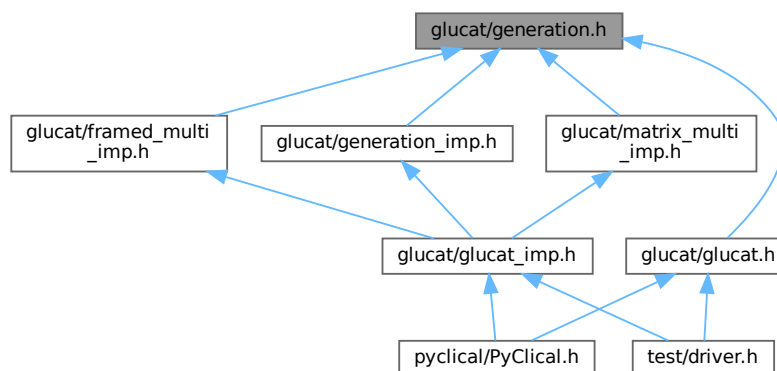 glucat/generation.h
glucat/framed_multi
_imp.h
glucat/generation_imp.h
glucat/matrix_multi
_imp.h
glucat/glucat_imp.h
glucat/glucat.h
pyclical/PyClical.h
test/driver.h